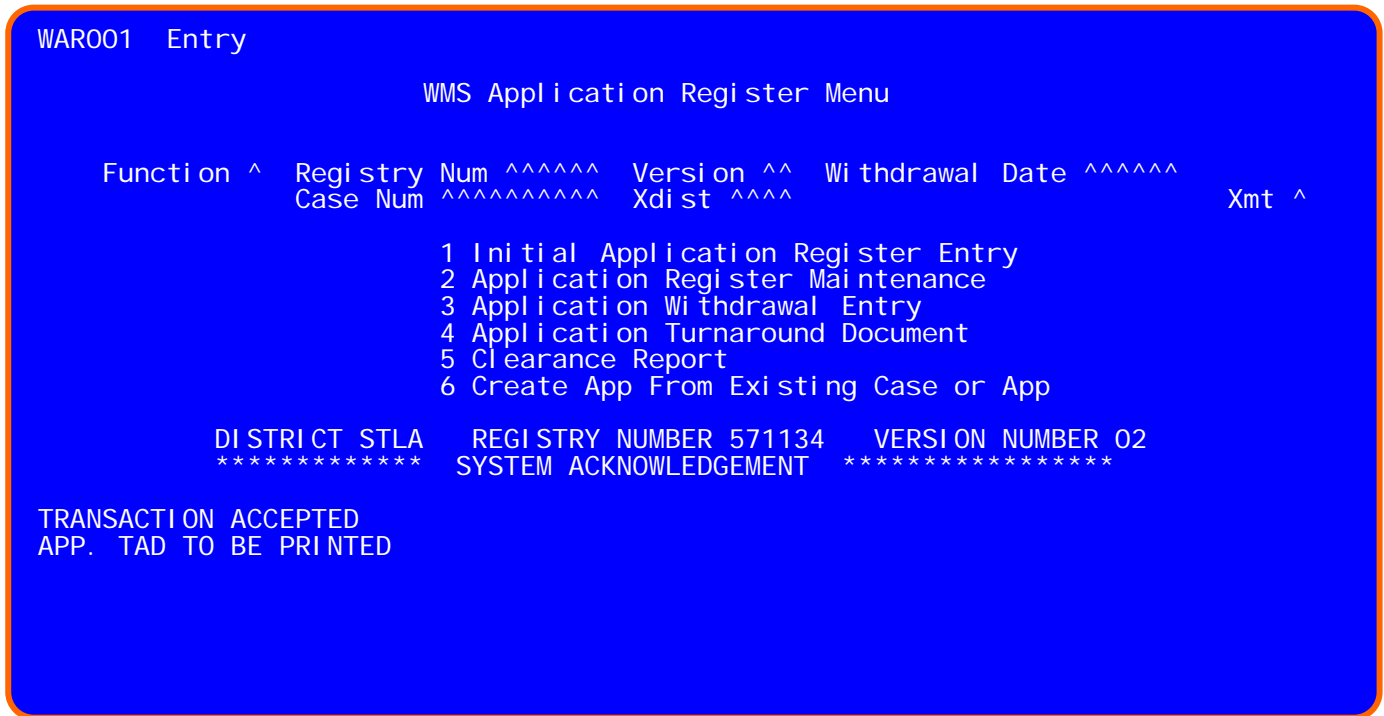 WAR001 Entry
WMS Application Register Menu
Function ^ Registry Num ^^^^^^ Version ^^ Withdrawal Date ^^^^^^
Case Num ^^^^^^^^^^ Xdist ^^^^ Xmt ^
1 Initial Application Register Entry
2 Application Register Maintenance
3 Application Withdrawal Entry
4 Application Turnaround Document
5 Clearance Report
6 Create App From Existing Case or App
DISTRICT STLA REGISTRY NUMBER 571134 VERSION NUMBER 02
************* SYSTEM ACKNOWLEDGEMENT *****************
TRANSACTION ACCEPTED
APP. TAD TO BE PRINTED